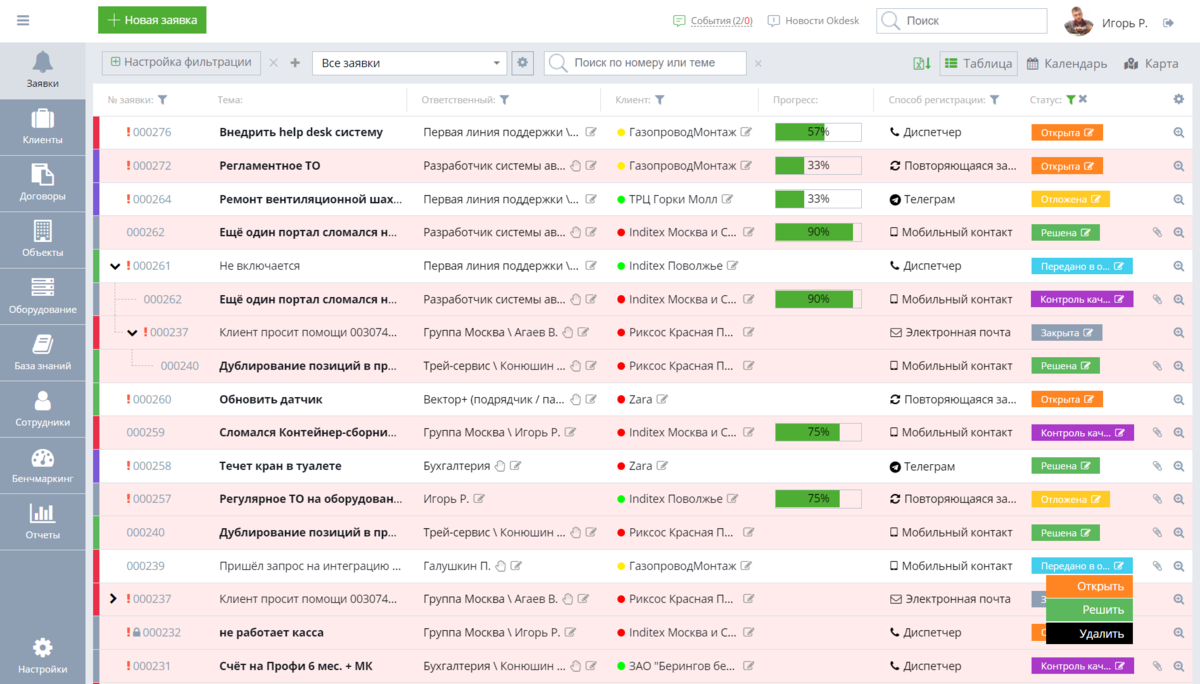 Новая заявка События (2/0) Новости Okdesk Поиск Игорь Р.
Заявки
Клиенты
Договоры
Объекты
Оборудование
База знаний
Сотрудники
Бенчмаркинг
Отчеты
Настройки
Настройка фильтрации Все заявки Поиск по номеру или теме Таблица Календарь Карта
№ заявки: Тема: Ответственный: Клиент: Прогресс: Способ регистрации: Статус:
!000276 Внедрить help desk систему Первая линия поддержки \... ГазопроводМонтаж 57% Диспетчер Открыта
!000272 Регламентное ТО Разработчик системы ав... ГазопроводМонтаж 33% Повторяющаяся за... Открыта
!000264 Ремонт вентиляционной шах... Первая линия поддержки \... ТРЦ Горки Молл 33% Телеграм Отложена
000262 Ещё один портал сломался н... Разработчик системы ав... Inditex Москва и С... 90% Мобильный контакт Решена
!000261 Не включается Первая линия поддержки \... Inditex Поволжье Диспетчер Передано в о...
000262 Ещё один портал сломался н... Разработчик системы ав... Inditex Москва и С... 90% Мобильный контакт Контроль кач...
!000237 Клиент просит помощи 003074... Группа Москва \ Агаев В. Риксос Красная П... Электронная почта Закрыта
000240 Дублирование позиций в пр... Трей-сервис \ Конюшин ... Риксос Красная П... Мобильный контакт Решена
!000260 Обновить датчик Вектор+ (подрядчик / па... Zara Повторяющаяся за... Открыта
000259 Сломался Контейнер-сборни... Группа Москва \ Игорь Р. Inditex Москва и С... 75% Мобильный контакт Контроль кач...
!000258 Течет кран в туалете Бухгалтерия Zara Телеграм Решена
!000257 Регулярное ТО на оборудован... Игорь Р. Inditex Поволжье 75% Повторяющаяся за... Отложена
000240 Дублирование позиций в пр... Трей-сервис \ Конюшин ... Риксос Красная П... Мобильный контакт Решена
000239 Пришёл запрос на интеграцию ... Галушкин П. ГазопроводМонтаж Мобильный контакт Передано в о...
Открыть
!000237 Клиент просит помощи 003074... Группа Москва \ Агаев В. Риксос Красная П... Электронная почта
Решить
!000232 не работает касса Группа Москва \ Игорь Р. Inditex Москва и С... Диспетчер
Удалить
!000231 Счёт на Профи 6 мес. + МК Бухгалтерия \ Конюшин ... ЗАО "Берингов бе... Диспетчер Контроль кач...